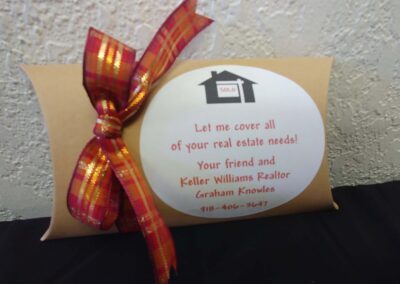 SOLD
Let me cover all
of your real estate needs!
Your friend and
Keller Williams Realtor
Graham Knowles
918-406-3647